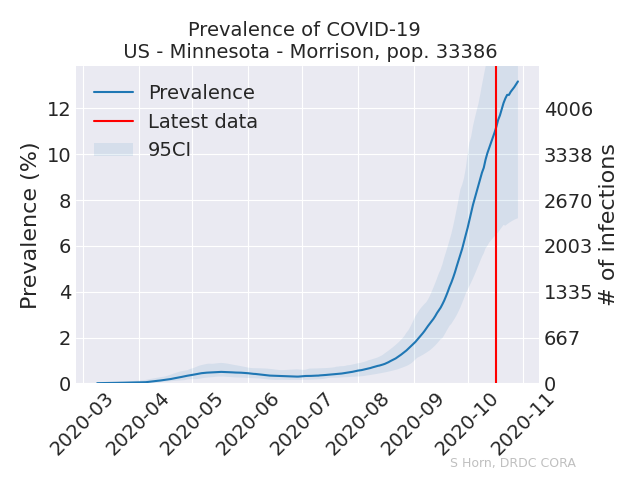 Prevalence of COVID-19
US - Minnesota - Morrison, pop. 33386
Prevalence
Latest data
95CI
Prevalence (%)
12
10
8
6
4
2
0
4006
3338
2670
2003
1335
667
0
# of infections
2020-03
2020-04
2020-05
2020-06
2020-07
2020-08
2020-09
2020-10
2020-11
S Horn, DRDC CORA